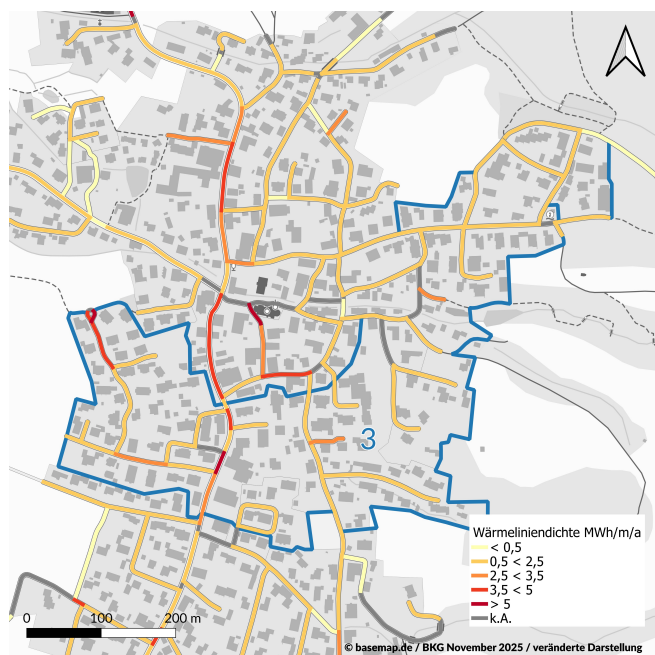 3
Wärmeliniendichte MWh/m/a
< 0,5
0,5 < 2,5
2,5 < 3,5
3,5 < 5
> 5
k.A.
0 100 200 m
© basemap.de / BKG November 2025 / veränderte Darstellung